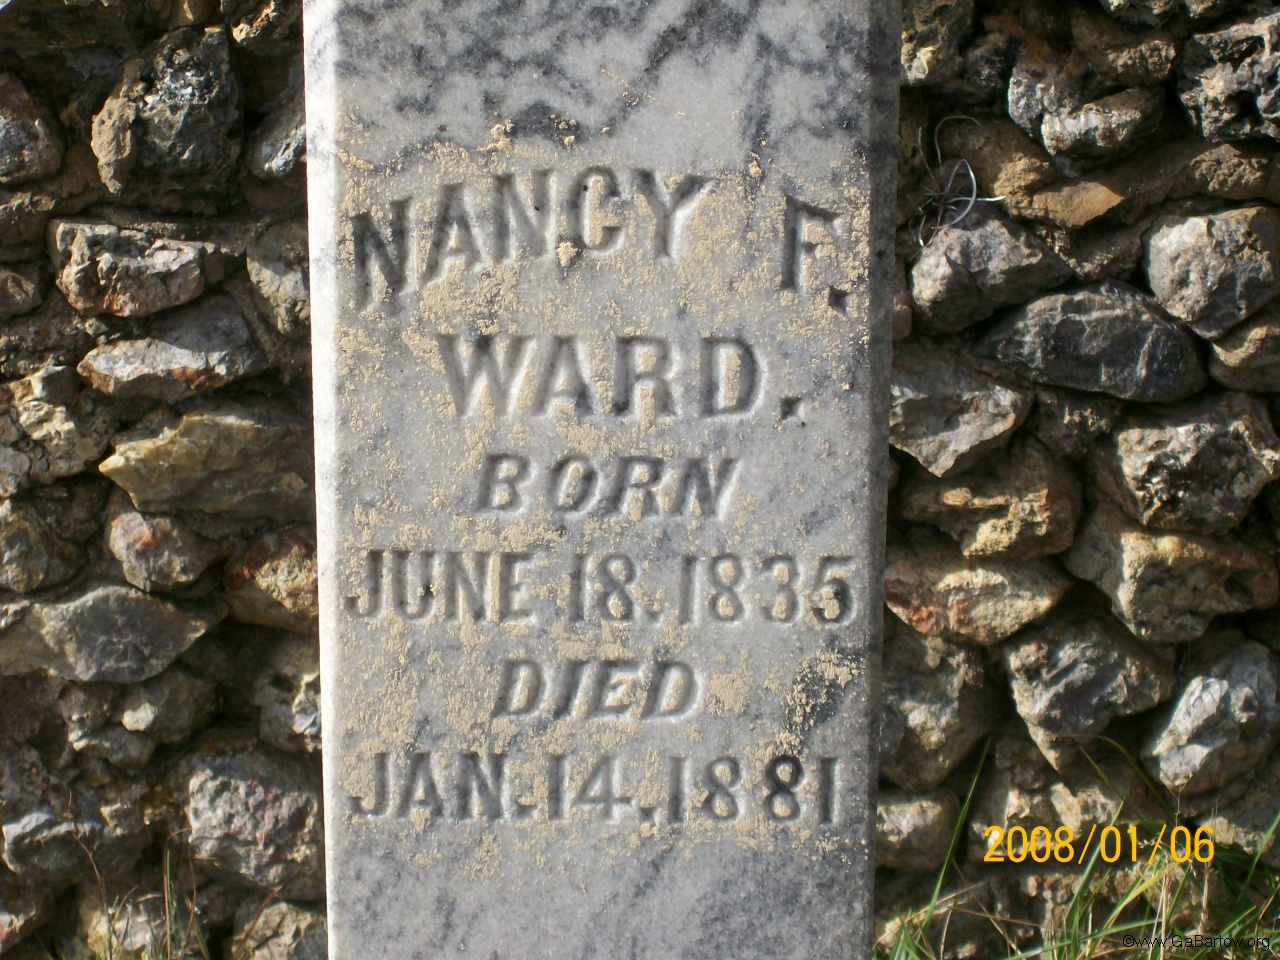 NANCY F.
WARD.
BORN
JUNE 18. 1835
DIED
JAN. 14, 1881
2008/01/06
©www.GaBartow.org